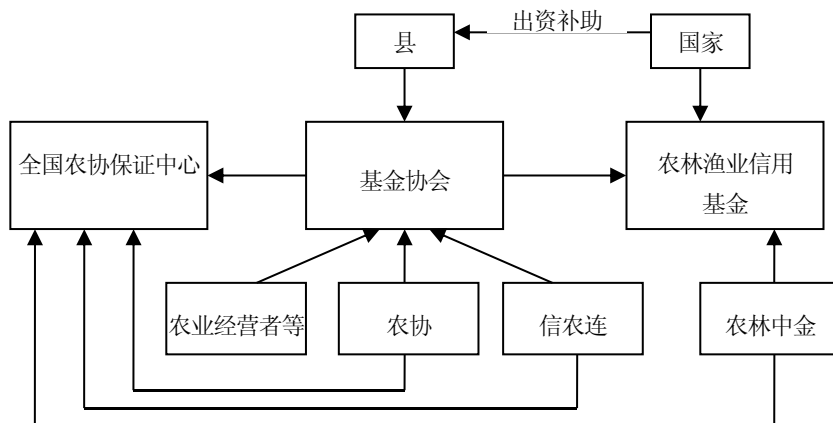 出资补助
县
国家
全国农协保证中心
基金协会
农林渔业信用
基金
农业经营者等
农协
信农连
农林中金